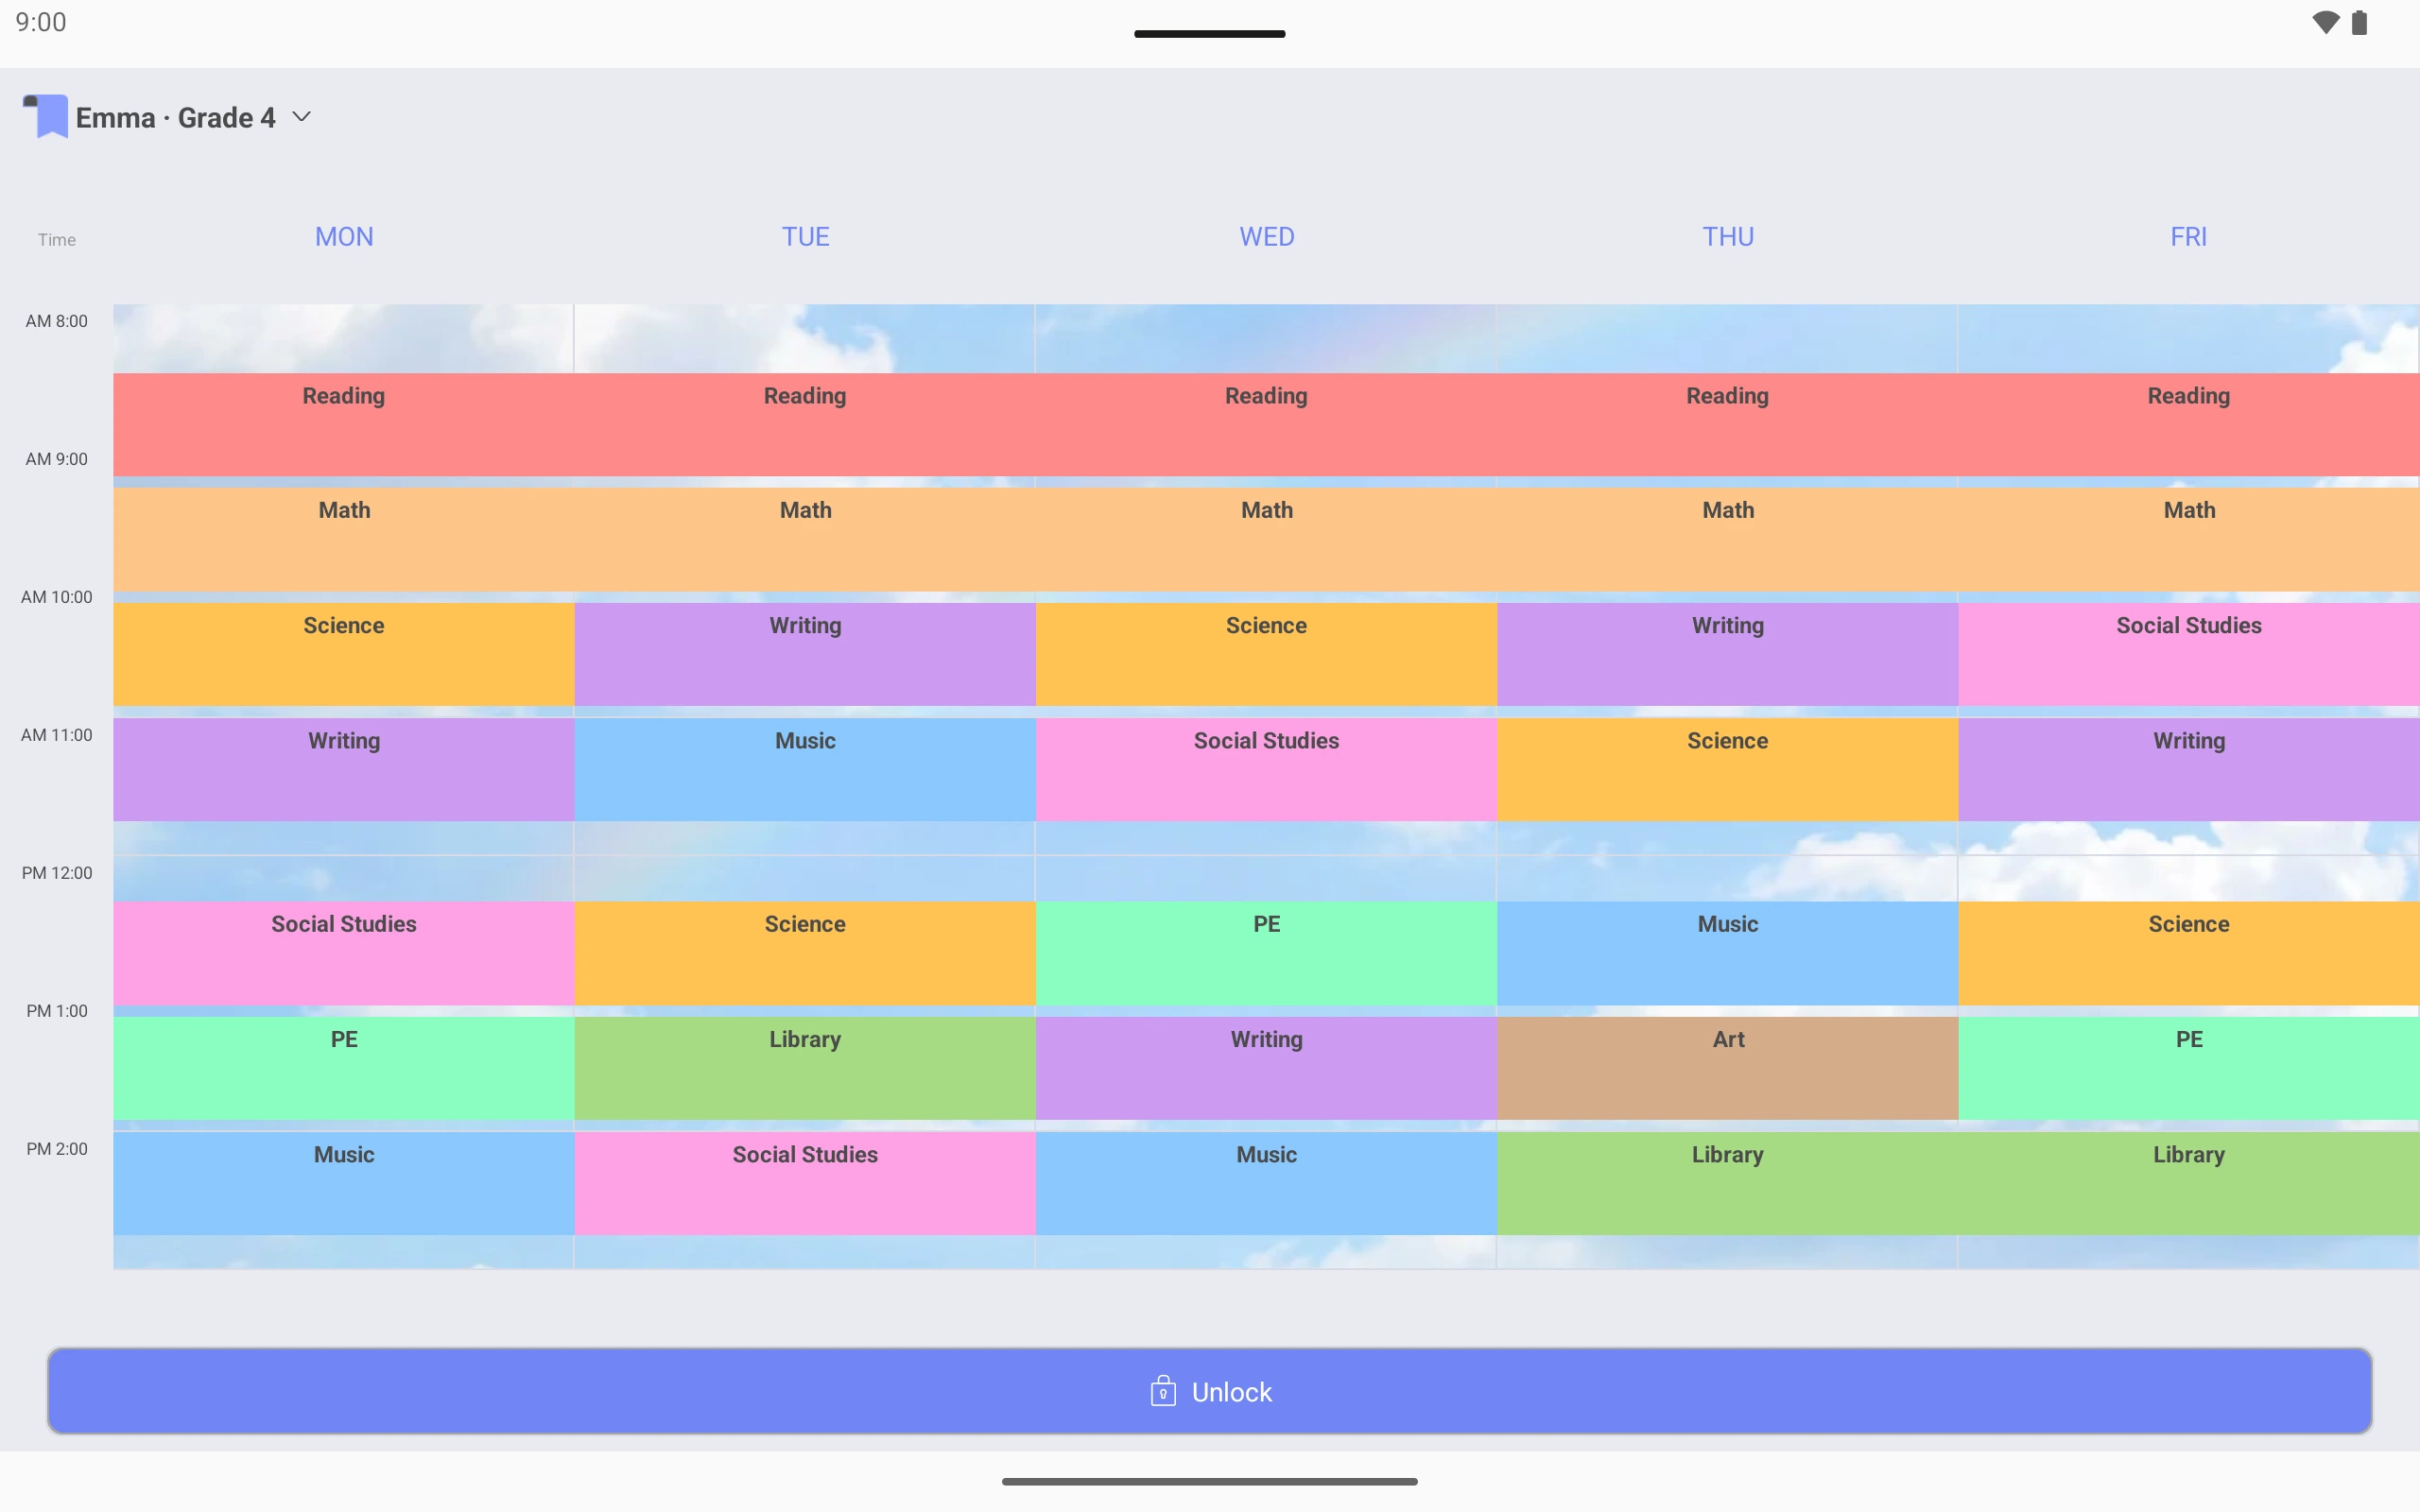 9:00
Emma · Grade 4
Time MON TUE WED THU FRI
AM 8:00
Reading Reading Reading Reading Reading
AM 9:00
Math Math Math Math Math
AM 10:00
Science Writing Science Writing Social Studies
AM 11:00
Writing Music Social Studies Science Writing
PM 12:00
Social Studies Science PE Music Science
PM 1:00
PE Library Writing Art PE
PM 2:00
Music Social Studies Music Library Library
Unlock